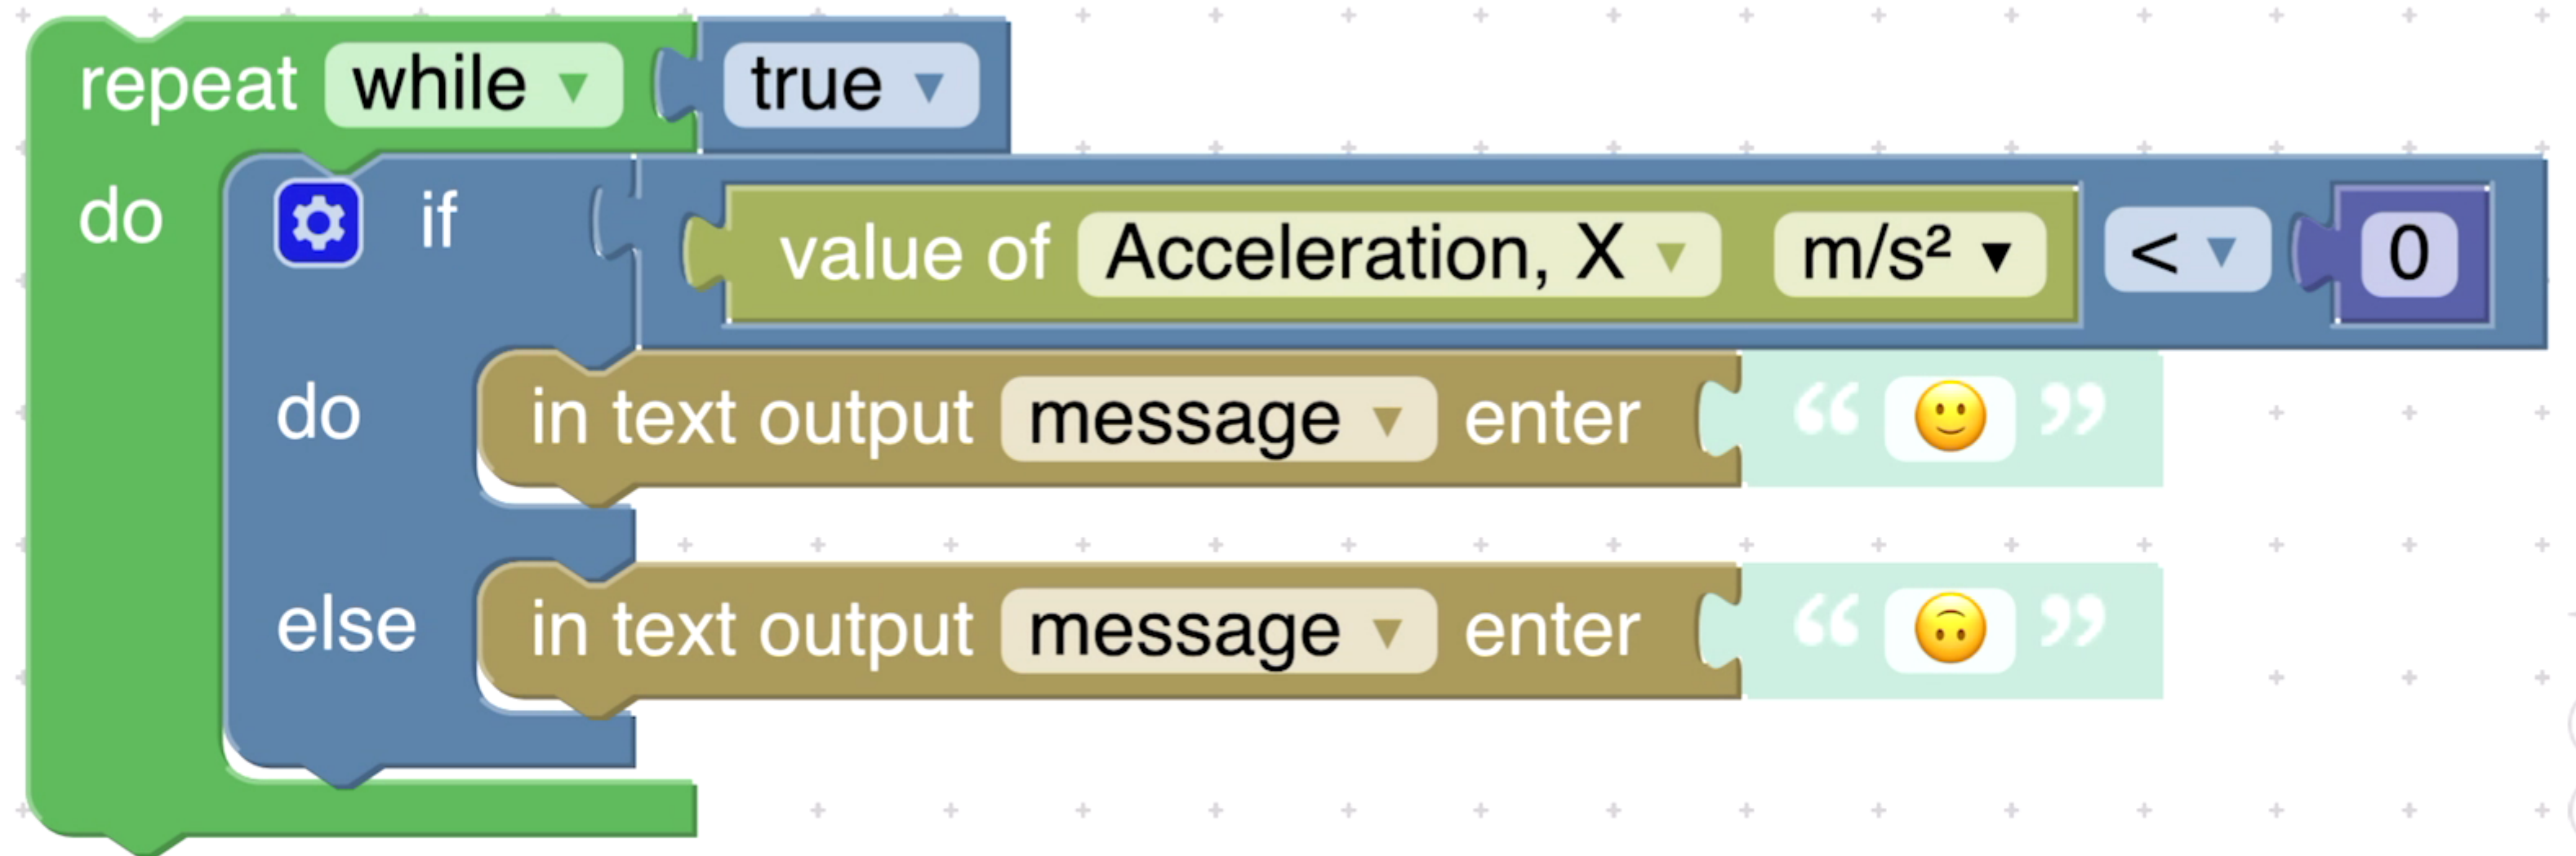 repeat while ▼ true ▼
do if value of Acceleration, X ▼ m/s² ▼ < ▼ 0
do in text output message ▼ enter “ 🙂 ”
else in text output message ▼ enter “ 🙃 ”